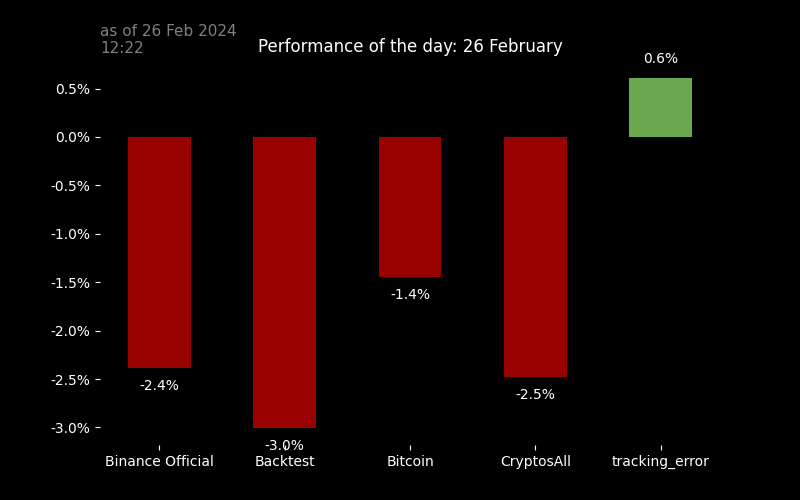 as of 26 Feb 2024
12:22
Performance of the day: 26 February
0.6%
0.5%
0.0%
-0.5%
-1.0%
-1.5%
-2.0%
-2.5%
-3.0%
-2.4%
-3.0%
-1.4%
-2.5%
Binance Official
Backtest
Bitcoin
CryptosAll
tracking_error